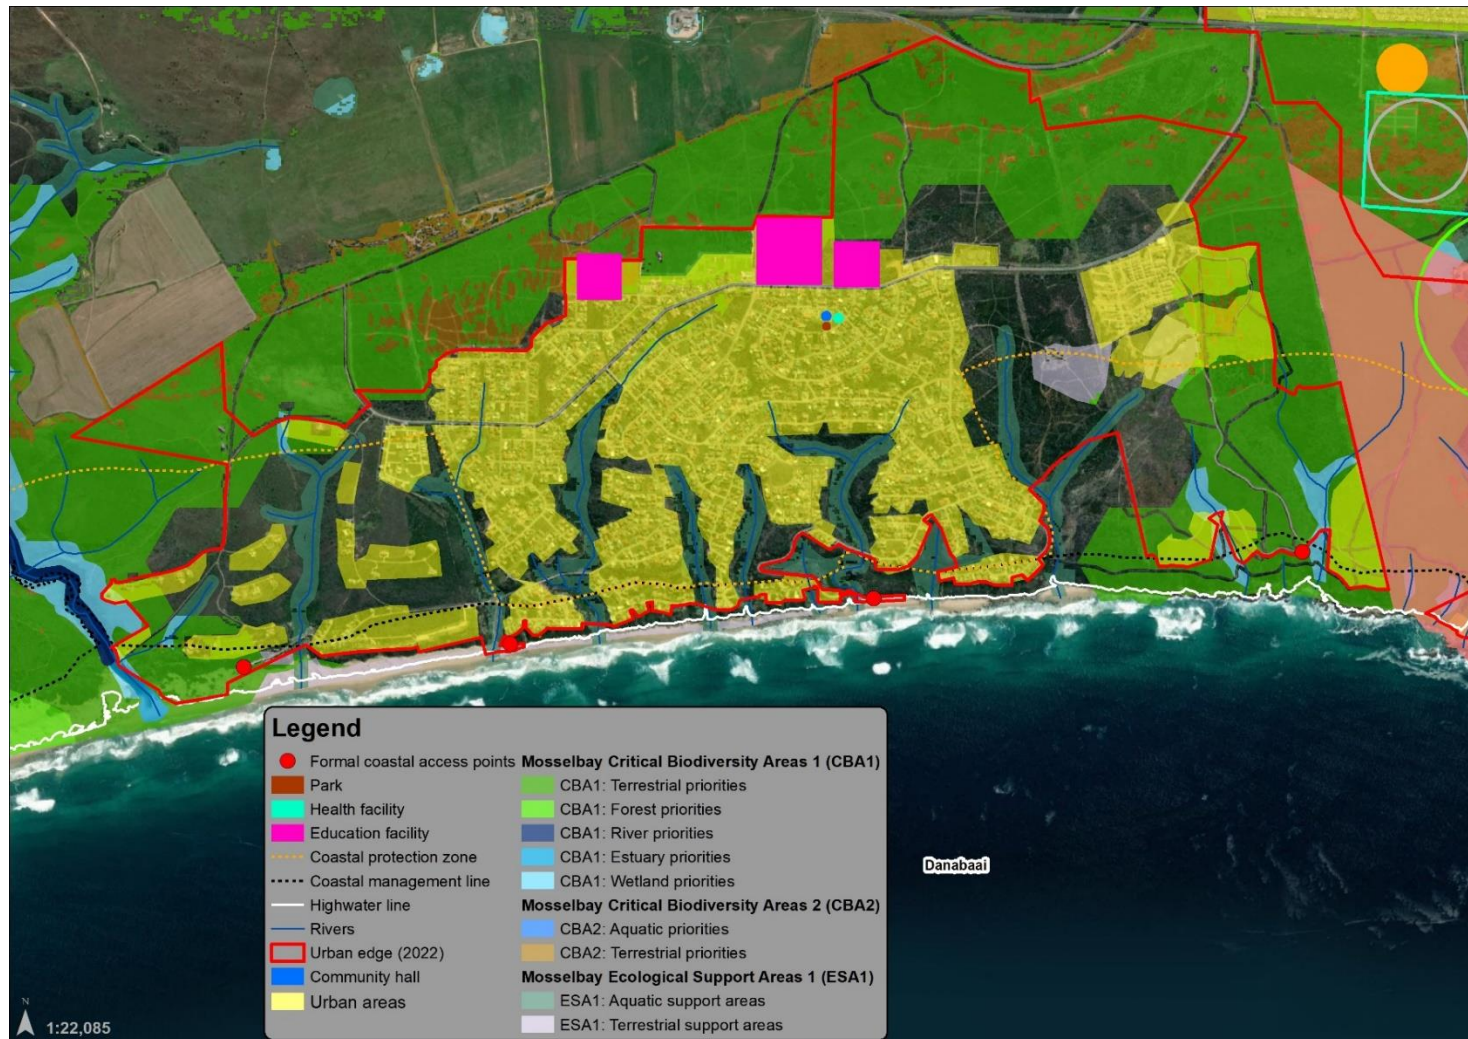 Danabaai
Legend
Formal coastal access points
Park
Health facility
Education facility
Coastal protection zone
Coastal management line
Highwater line
Rivers
Urban edge (2022)
Community hall
Urban areas
Mosselbay Critical Biodiversity Areas 1 (CBA1)
CBA1: Terrestrial priorities
CBA1: Forest priorities
CBA1: River priorities
CBA1: Estuary priorities
CBA1: Wetland priorities
Mosselbay Critical Biodiversity Areas 2 (CBA2)
CBA2: Aquatic priorities
CBA2: Terrestrial priorities
Mosselbay Ecological Support Areas 1 (ESA1)
ESA1: Aquatic support areas
ESA1: Terrestrial support areas
N
1:22,085